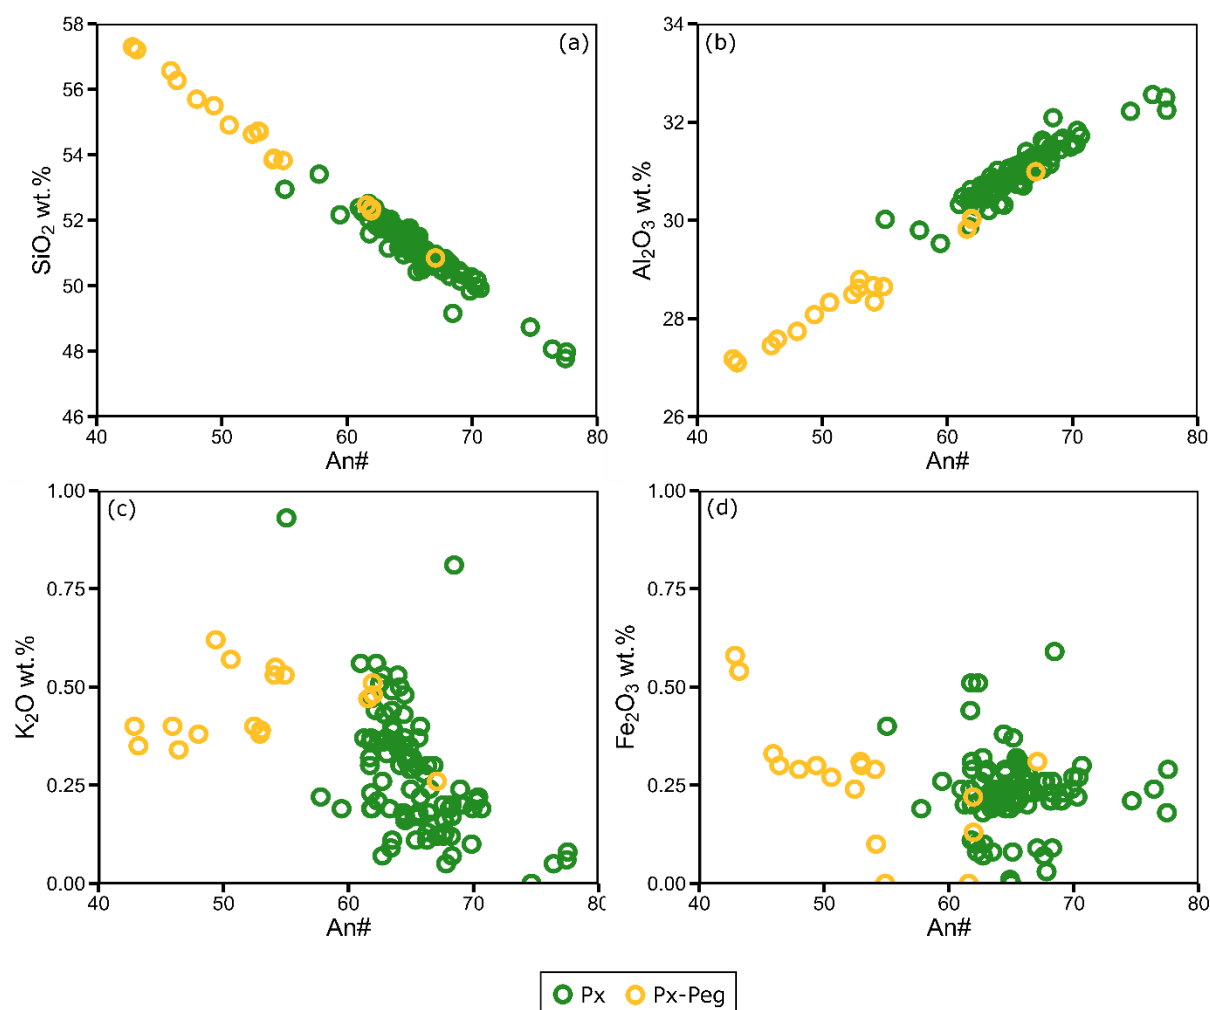 (a)
SiO2 wt.%
58
56
54
52
50
48
46
40 50 60 70 80
An#
(b)
Al2O3 wt.%
34
32
30
28
26
40 50 60 70 80
An#
(c)
K2O wt.%
1.00
0.75
0.50
0.25
0.00
40 50 60 70 80
An#
(d)
Fe2O3 wt.%
1.00
0.75
0.50
0.25
0.00
40 50 60 70 80
An#
Px Px-Peg